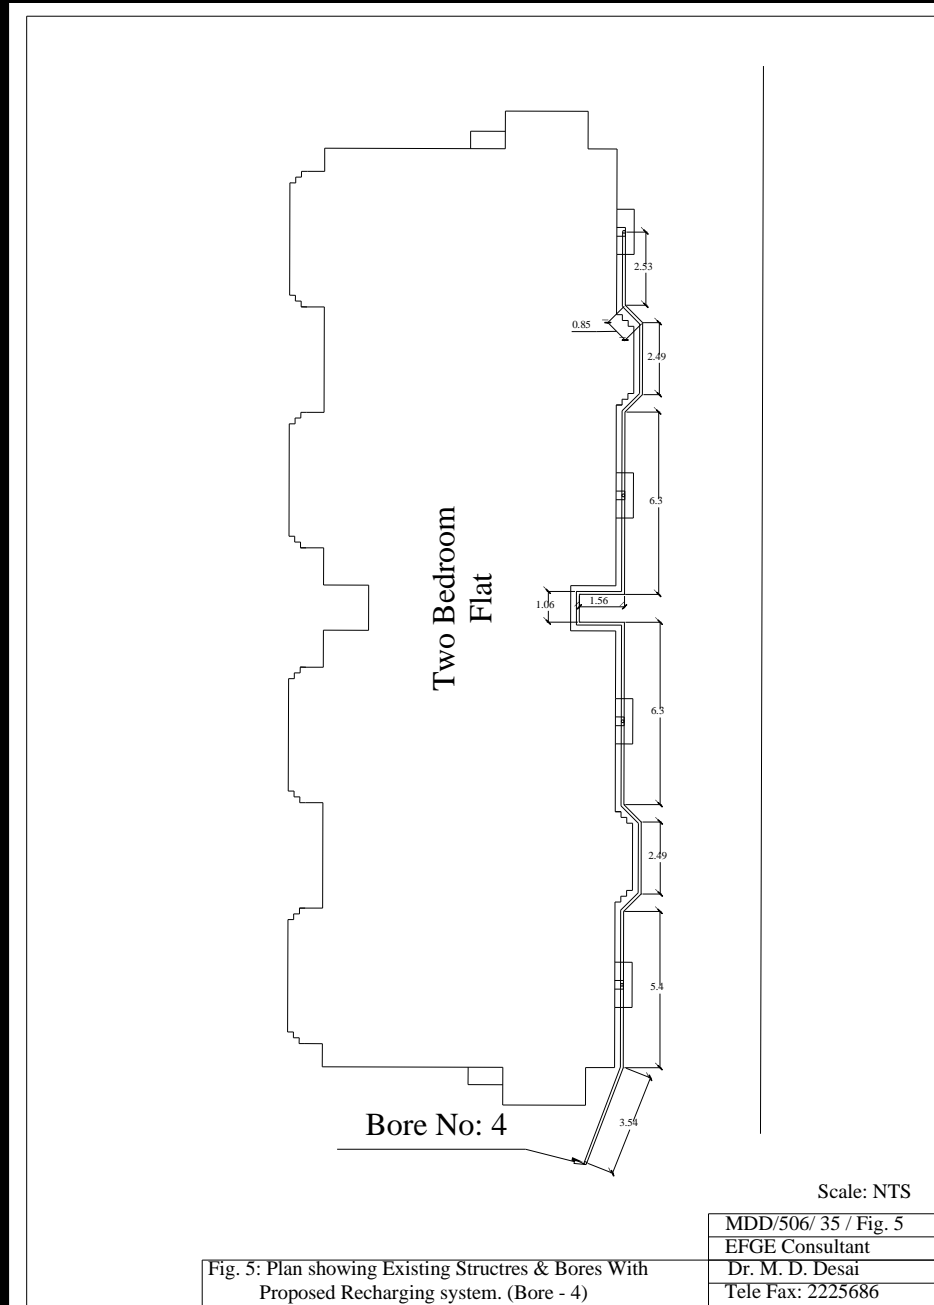 2.53
0.85
2.49
6.3
Two Bedroom
Flat
1.06
1.56
6.3
2.49
5.4
Bore No: 4
3.54
Scale: NTS
MDD/506/ 35 / Fig. 5
EFGE Consultant
Dr. M. D. Desai
Tele Fax: 2225686
Fig. 5: Plan showing Existing Structres & Bores With
Proposed Recharging system. (Bore - 4)